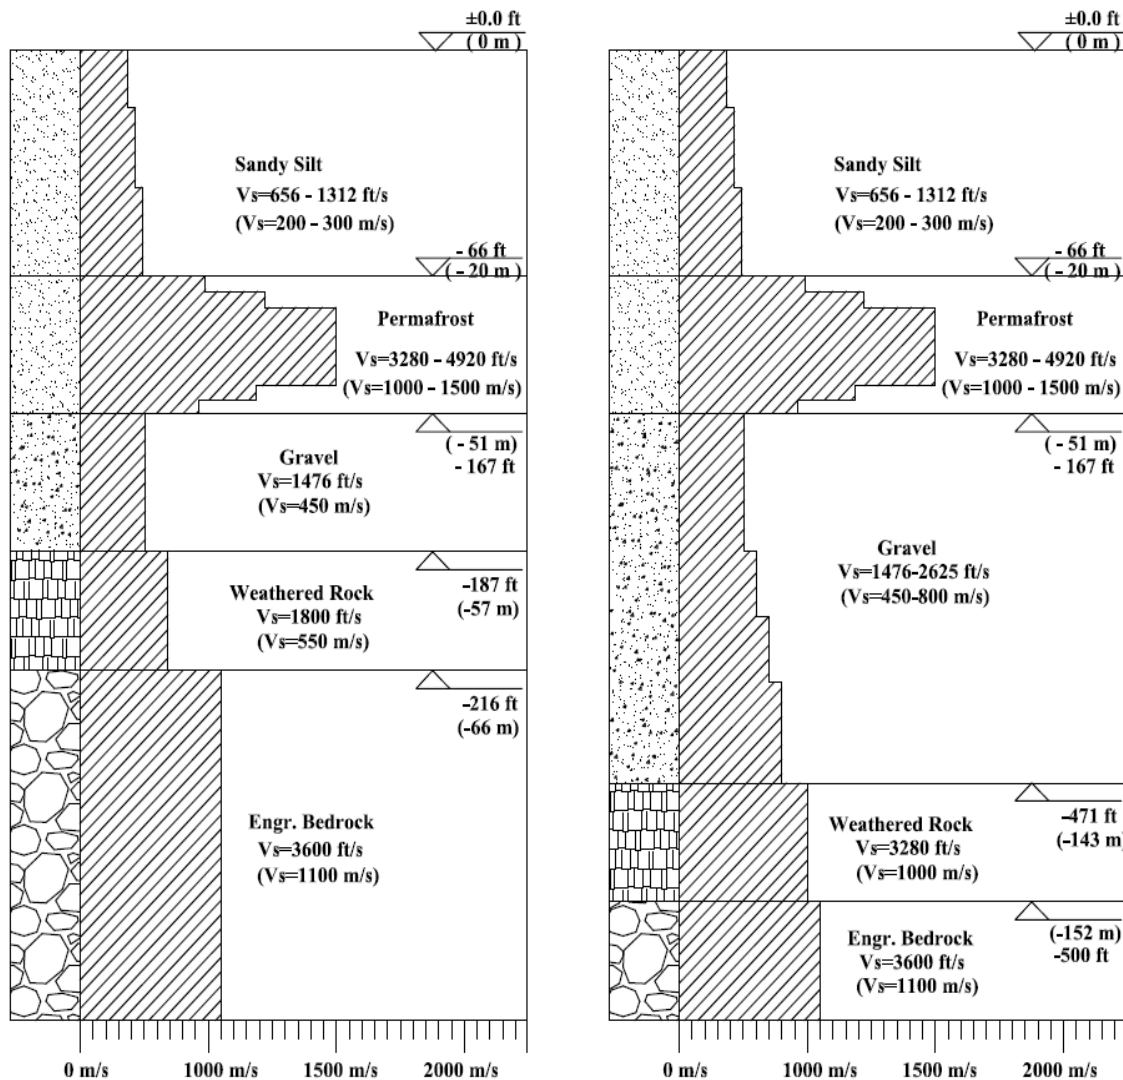 ±0.0 ft
( 0 m )
Sandy Silt
Vs=656 - 1312 ft/s
(Vs=200 - 300 m/s)
- 66 ft
( - 20 m )
Permafrost
Vs=3280 - 4920 ft/s
(Vs=1000 - 1500 m/s)
( - 51 m)
- 167 ft
Gravel
Vs=1476 ft/s
(Vs=450 m/s)
-187 ft
(-57 m)
Weathered Rock
Vs=1800 ft/s
(Vs=550 m/s)
-216 ft
(-66 m)
Engr. Bedrock
Vs=3600 ft/s
(Vs=1100 m/s)
0 m/s 1000 m/s 1500 m/s 2000 m/s
±0.0 ft
( 0 m )
Sandy Silt
Vs=656 - 1312 ft/s
(Vs=200 - 300 m/s)
- 66 ft
( - 20 m )
Permafrost
Vs=3280 - 4920 ft/s
(Vs=1000 - 1500 m/s)
( - 51 m)
- 167 ft
Gravel
Vs=1476-2625 ft/s
(Vs=450-800 m/s)
-471 ft
(-143 m)
Weathered Rock
Vs=3280 ft/s
(Vs=1000 m/s)
(-152 m)
-500 ft
Engr. Bedrock
Vs=3600 ft/s
(Vs=1100 m/s)
0 m/s 1000 m/s 1500 m/s 2000 m/s